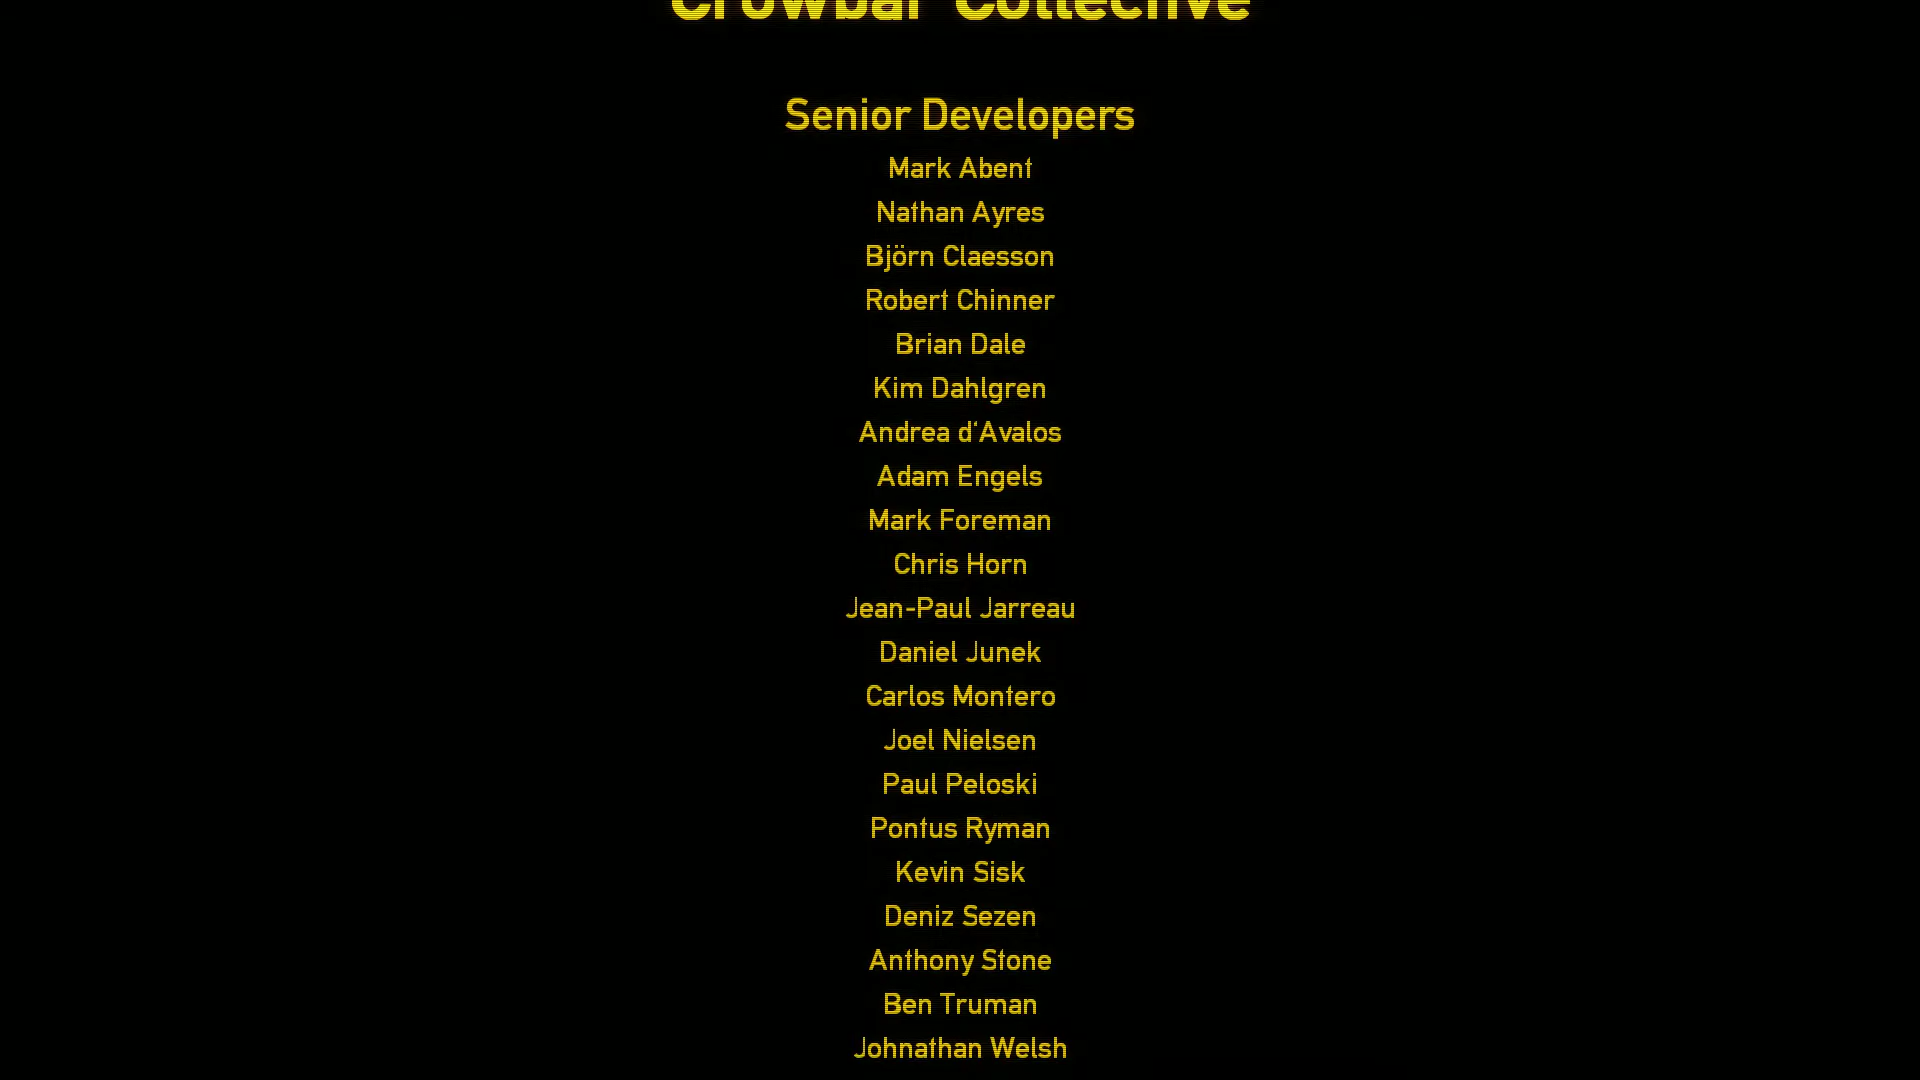 Crowbar Collective
Senior Developers
Mark Abent
Nathan Ayres
Björn Claesson
Robert Chinner
Brian Dale
Kim Dahlgren
Andrea d'Avalos
Adam Engels
Mark Foreman
Chris Horn
Jean-Paul Jarreau
Daniel Junek
Carlos Montero
Joel Nielsen
Paul Peloski
Pontus Ryman
Kevin Sisk
Deniz Sezen
Anthony Stone
Ben Truman
Johnathan Welsh